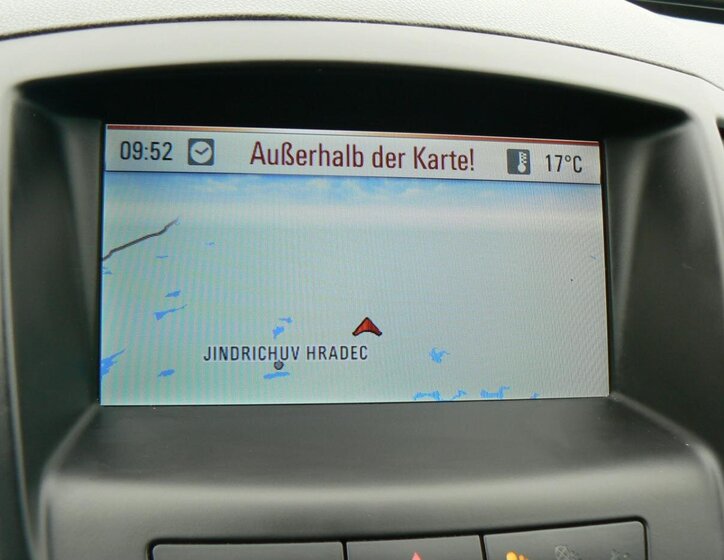 09:52 Außerhalb der Karte! 17°C
JINDRICHUV HRADEC